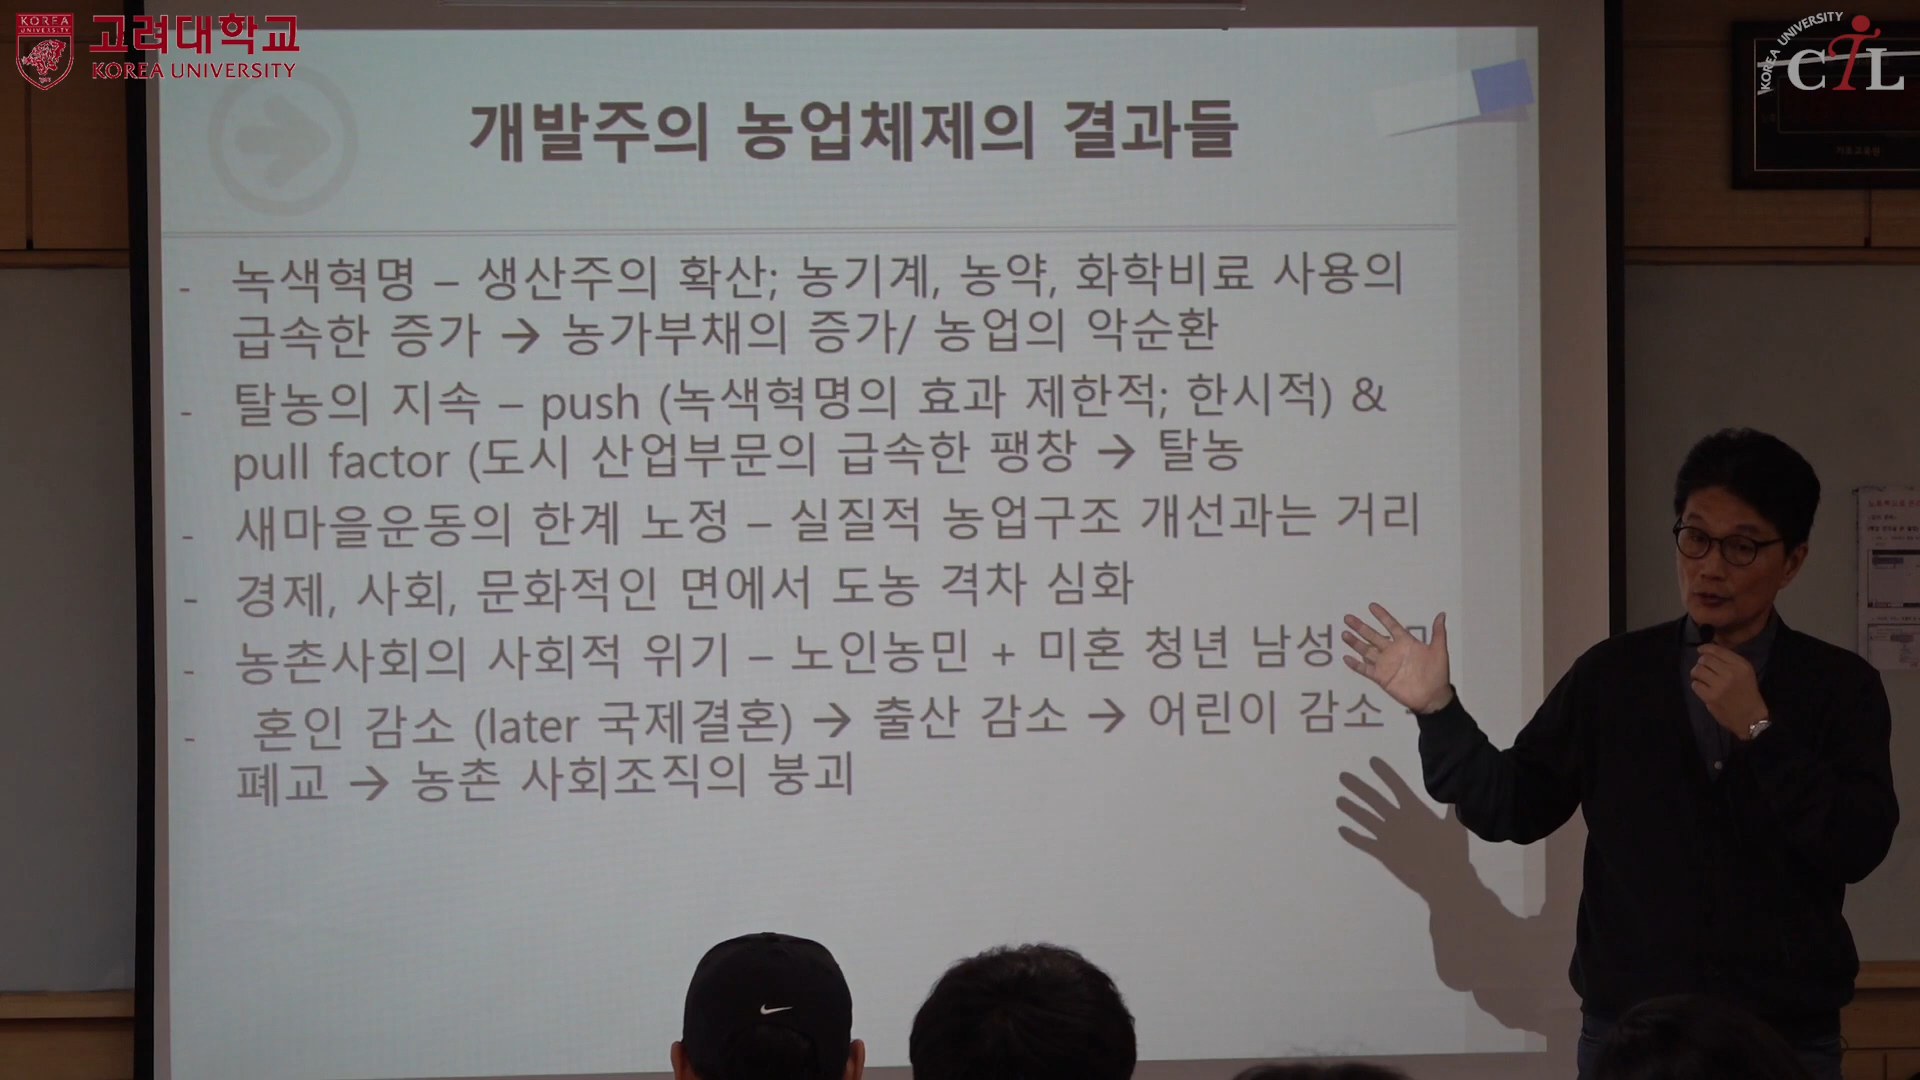 KOREA
UNIVERSITY
고려대학교
KOREA UNIVERSITY
KOREA UNIVERSITY
CTL
개발주의 농업체제의 결과들
- 녹색혁명 – 생산주의 확산; 농기계, 농약, 화학비료 사용의
급속한 증가 → 농가부채의 증가/ 농업의 악순환
- 탈농의 지속 – push (녹색혁명의 효과 제한적; 한시적) &
pull factor (도시 산업부문의 급속한 팽창 → 탈농
- 새마을운동의 한계 노정 – 실질적 농업구조 개선과는 거리
- 경제, 사회, 문화적인 면에서 도농 격차 심화
- 농촌사회의 사회적 위기 – 노인농민 + 미혼 청년 남성
- 혼인 감소 (later 국제결혼) → 출산 감소 → 어린이 감소
폐교 → 농촌 사회조직의 붕괴
기초교육원